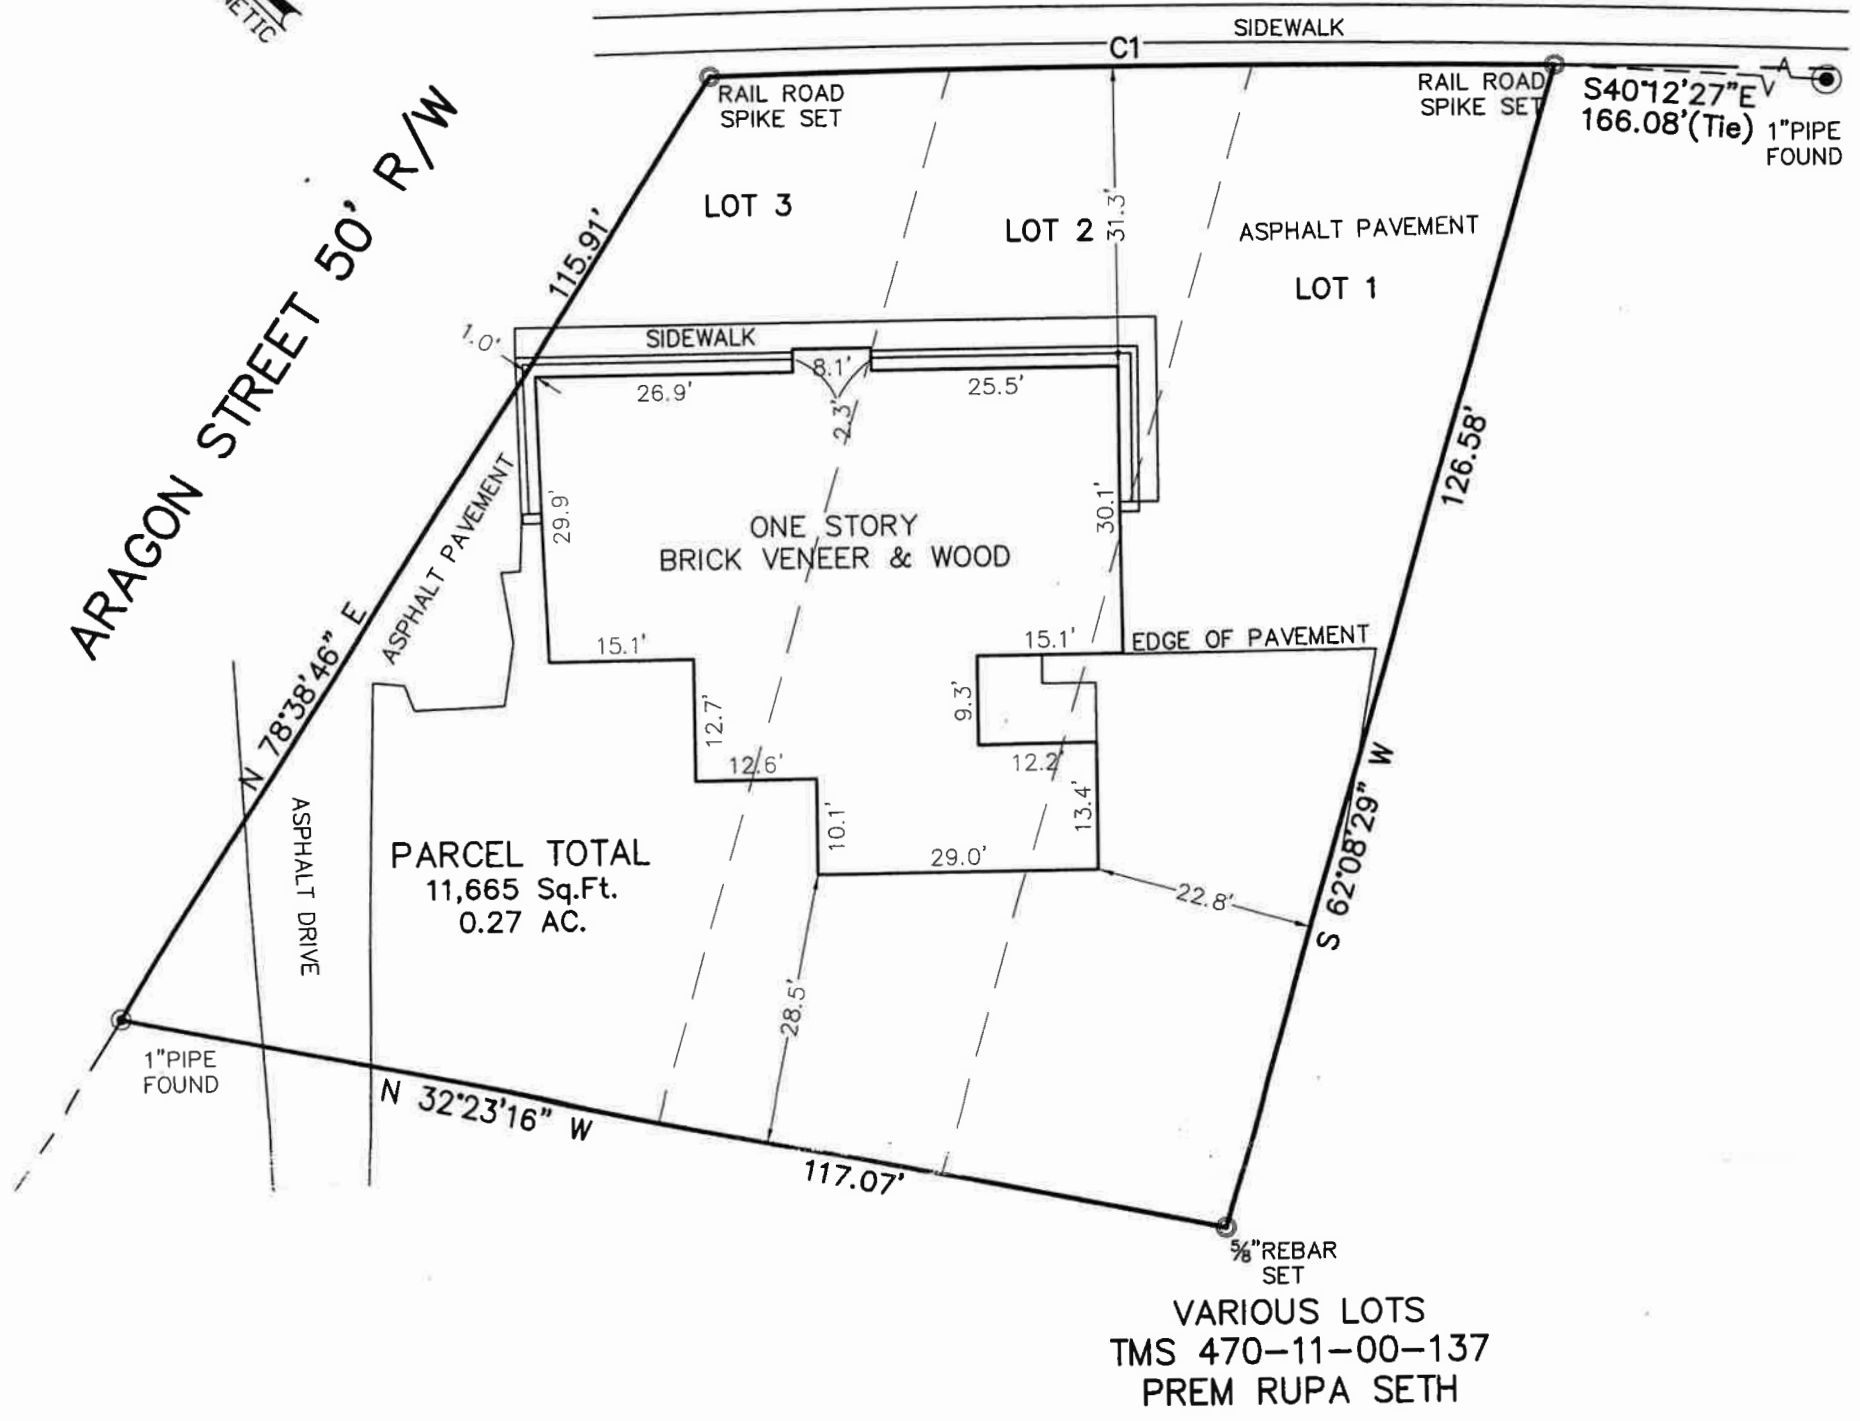 SIDEWALK
C1
RAIL ROAD
SPIKE SET
RAIL ROAD
SPIKE SET
S40°12'27"E
166.08'(Tie)
1"PIPE
FOUND
ARAGON STREET 50' R/W
115.91'
LOT 3
LOT 2
31.3'
ASPHALT PAVEMENT
LOT 1
1.0'
SIDEWALK
8.1'
26.9'
25.5'
2.3'
126.58'
ASPHALT PAVEMENT
29.9'
30.1'
ONE STORY
BRICK VENEER & WOOD
N 78°38'46" E
15.1'
15.1'
EDGE OF PAVEMENT
12.7'
9.3'
12.6'
12.2'
10.1'
13.4'
29.0'
S 62°08'29" W
22.8'
ASPHALT DRIVE
PARCEL TOTAL
11,665 Sq.Ft.
0.27 AC.
28.5'
1"PIPE
FOUND
N 32°23'16" W
117.07'
⅝"REBAR
SET
VARIOUS LOTS
TMS 470-11-00-137
PREM RUPA SETH